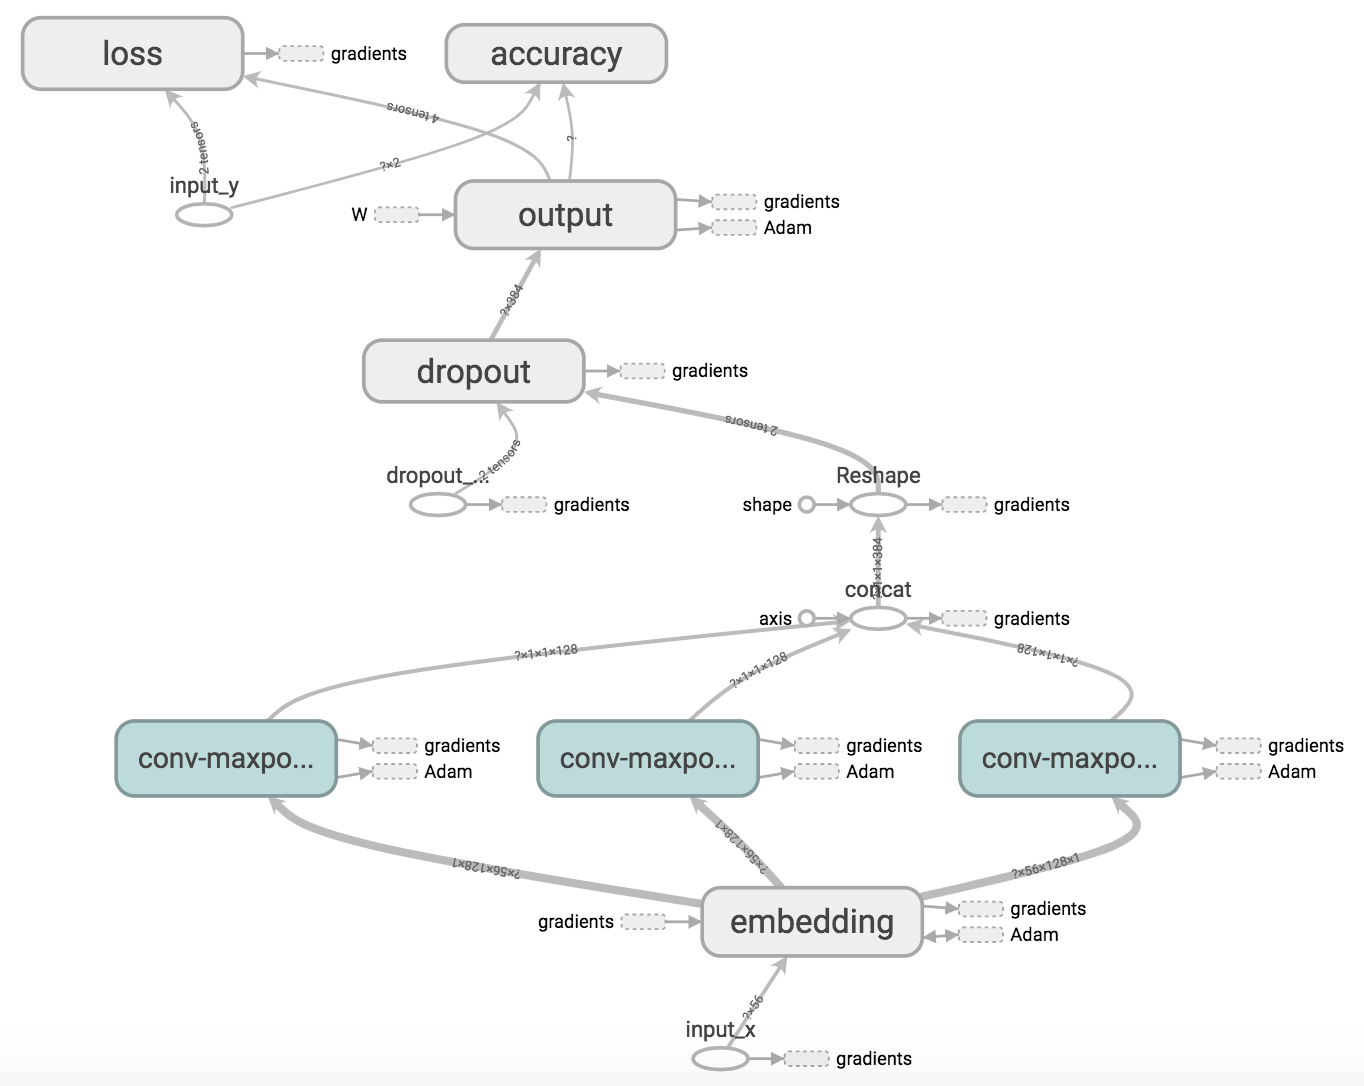 loss
gradients
accuracy
4 tensors
2 tensors
?×2
?
input_y
W
output
gradients
Adam
?×384
dropout
gradients
2 tensors
2 tensors
dropout_...
gradients
Reshape
shape
gradients
?×1×1×384
concat
axis
gradients
?×1×1×128
?×1×1×128
?×1×1×128
conv-maxpo...
gradients
Adam
conv-maxpo...
gradients
Adam
conv-maxpo...
gradients
Adam
?×56×128×1
?×56×128×1
?×56×128×1
gradients
embedding
gradients
Adam
?×56
input_x
gradients